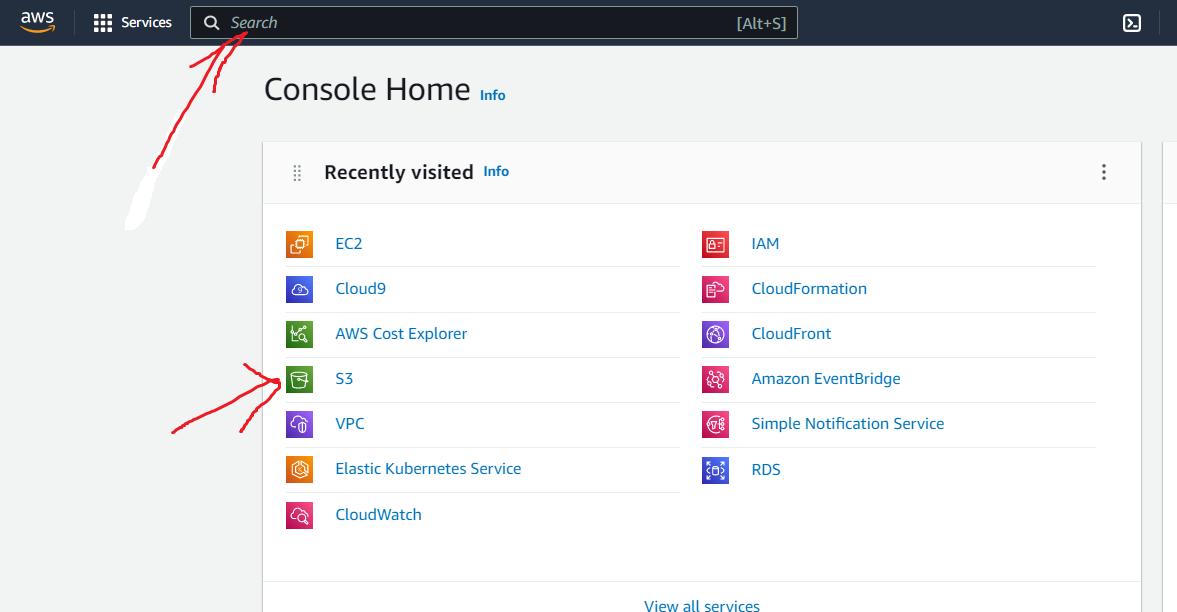 aws Services Search [Alt+S]
Console Home Info
Recently visited Info
EC2
Cloud9
AWS Cost Explorer
S3
VPC
Elastic Kubernetes Service
CloudWatch
IAM
CloudFormation
CloudFront
Amazon EventBridge
Simple Notification Service
RDS
View all services